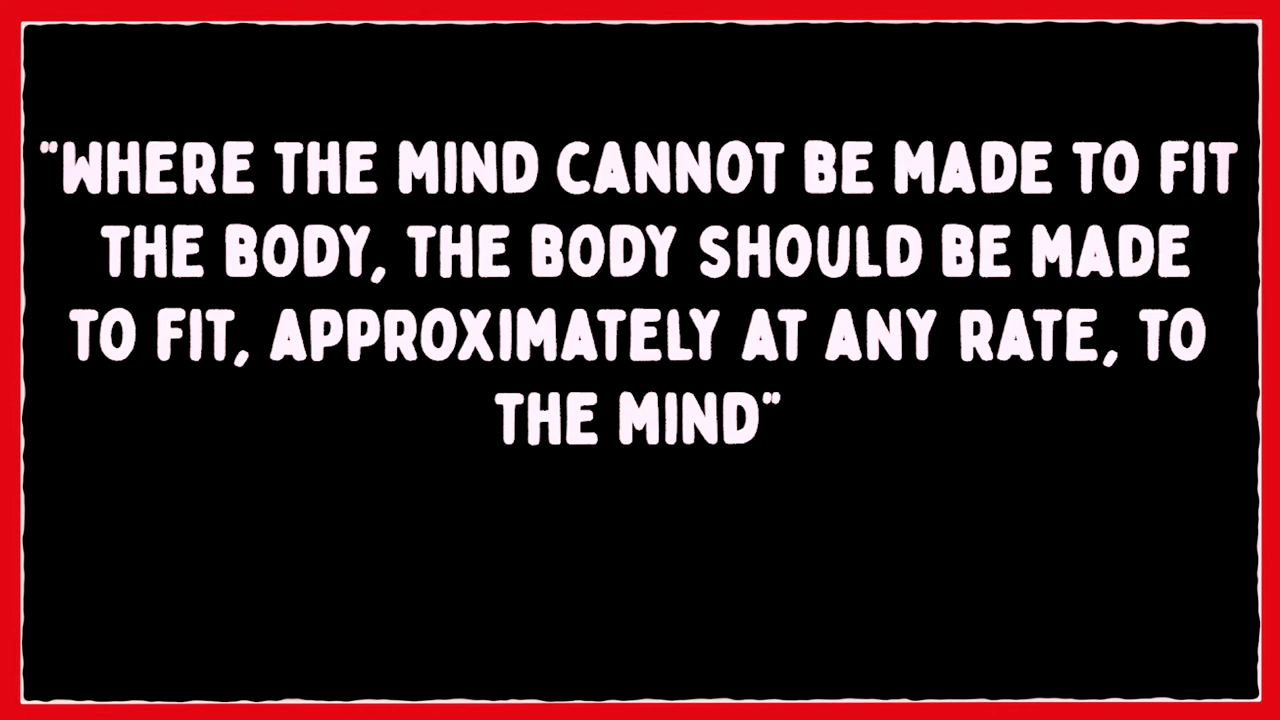 "WHERE THE MIND CANNOT BE MADE TO FIT
THE BODY, THE BODY SHOULD BE MADE
TO FIT, APPROXIMATELY AT ANY RATE, TO
THE MIND"